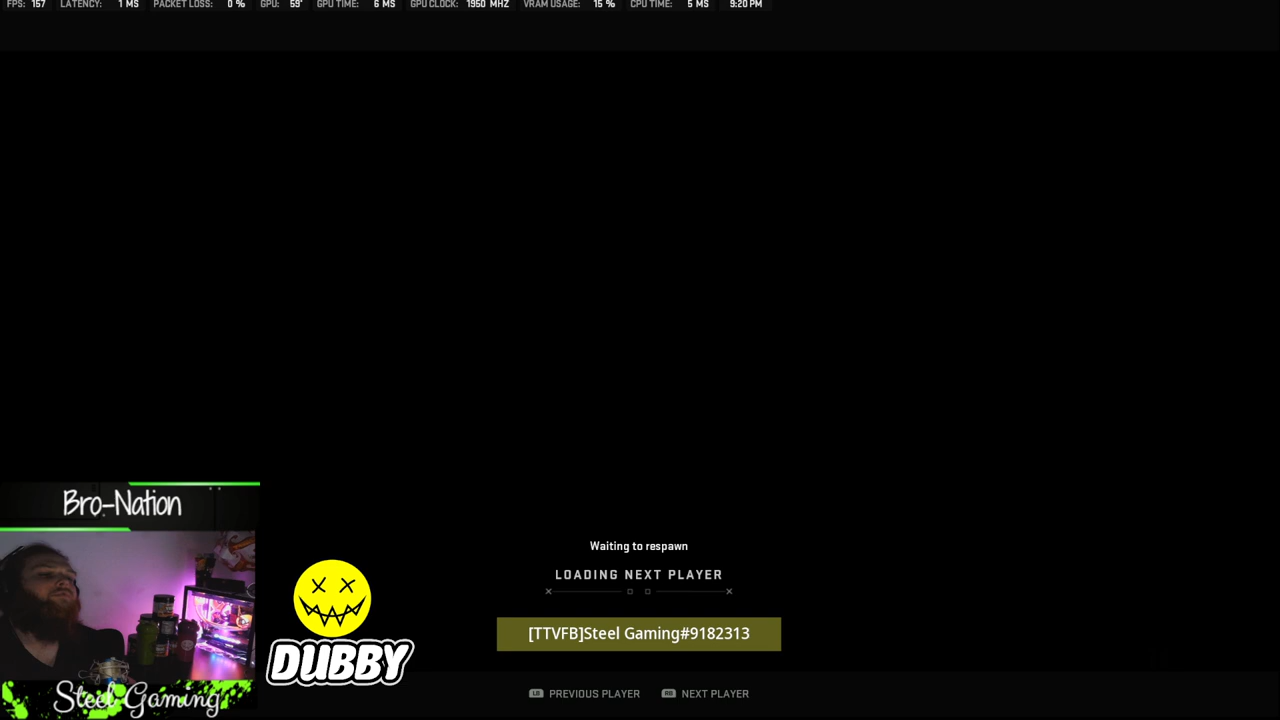 FPS: 157 LATENCY: 1 MS PACKET LOSS: 0 % GPU: 59° GPU TIME: 6 MS GPU CLOCK: 1950 MHZ VRAM USAGE: 15 % CPU TIME: 5 MS 9:20 PM
Bro-Nation
Waiting to respawn
LOADING NEXT PLAYER
[TTVFB]Steel Gaming#9182313
DUBBY
Steel Gaming
LB PREVIOUS PLAYER RB NEXT PLAYER